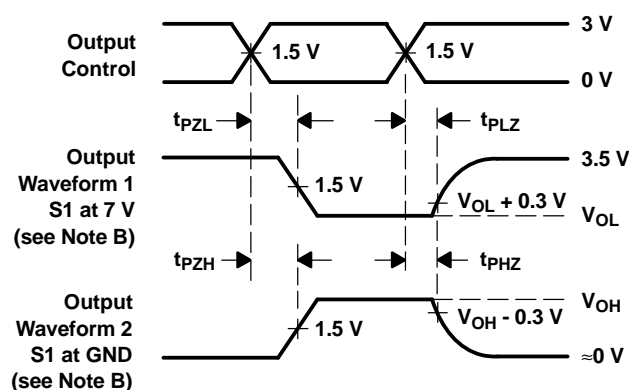 Output
Control
1.5 V
1.5 V
3 V
0 V
tPZL
tPLZ
Output
Waveform 1
S1 at 7 V
(see Note B)
1.5 V
3.5 V
VOL + 0.3 V
VOL
tPZH
tPHZ
Output
Waveform 2
S1 at GND
(see Note B)
1.5 V
VOH
VOH - 0.3 V
≈0 V